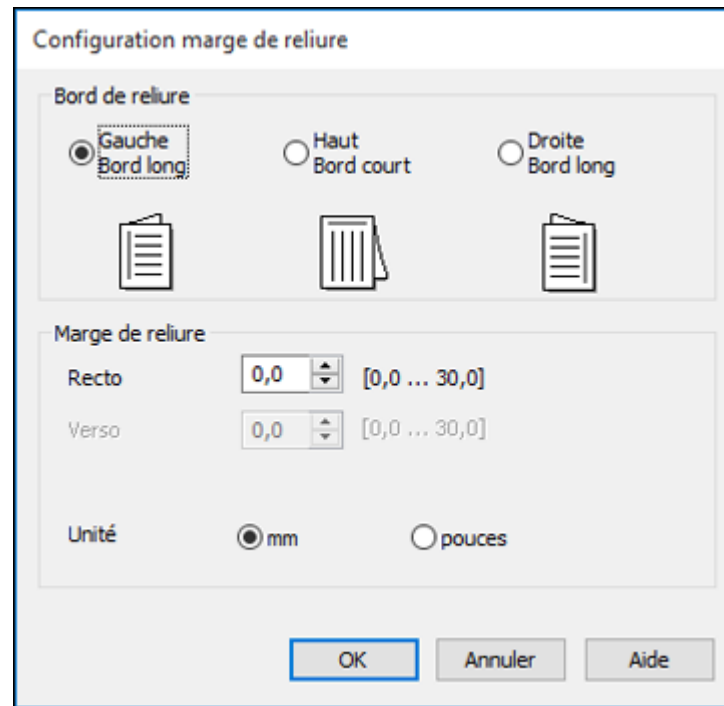 Configuration marge de reliure
Bord de reliure
Gauche
Bord long
Haut
Bord court
Droite
Bord long
Marge de reliure
Recto 0,0 [0,0 ... 30,0]
Verso 0,0 [0,0 ... 30,0]
Unité mm pouces
OK Annuler Aide